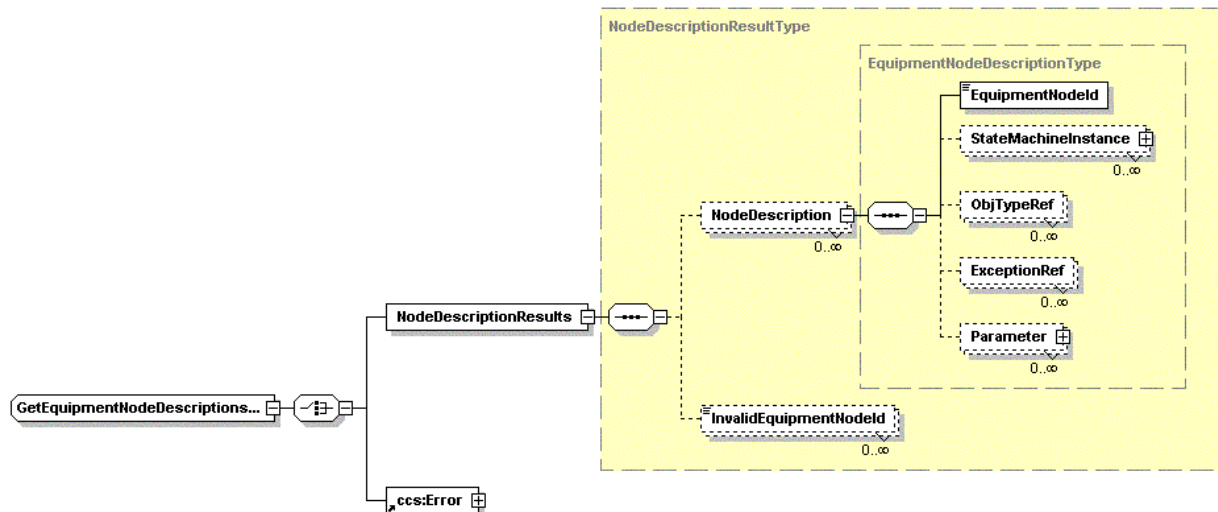 NodeDescriptionResultType
EquipmentNodeDescriptionType
EquipmentNodeId
StateMachineInstance
0..∞
ObjTypeRef
0..∞
NodeDescription
0..∞
ExceptionRef
0..∞
NodeDescriptionResults
Parameter
0..∞
GetEquipmentNodeDescriptions...
InvalidEquipmentNodeId
0..∞
ccs:Error